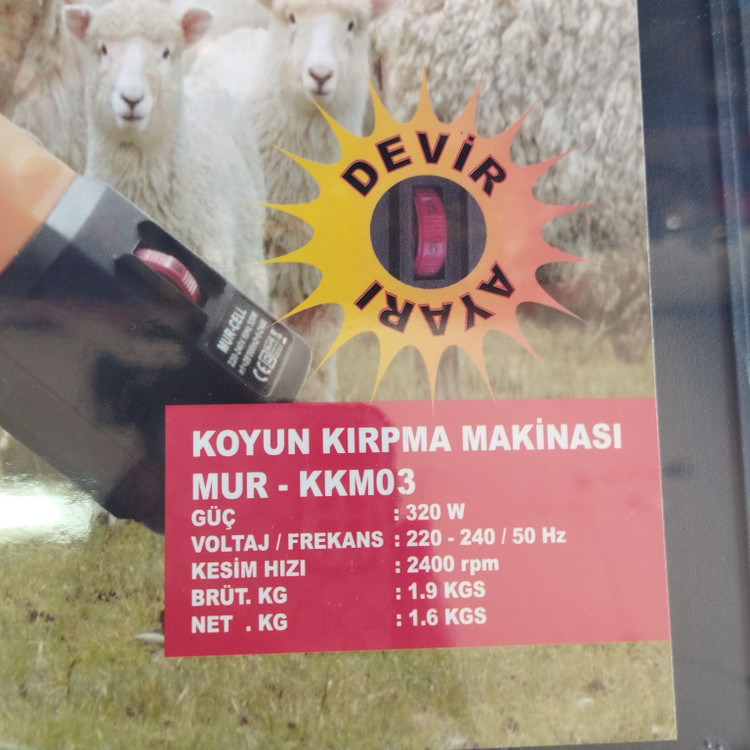 DEVİR
AYARI
MUR-CELL
KOYUN KIRPMA MAKİNASI
MUR - KKM03
GÜÇ : 320 W
VOLTAJ / FREKANS : 220 - 240 / 50 Hz
KESİM HIZI : 2400 rpm
BRÜT. KG : 1.9 KGS
NET . KG : 1.6 KGS